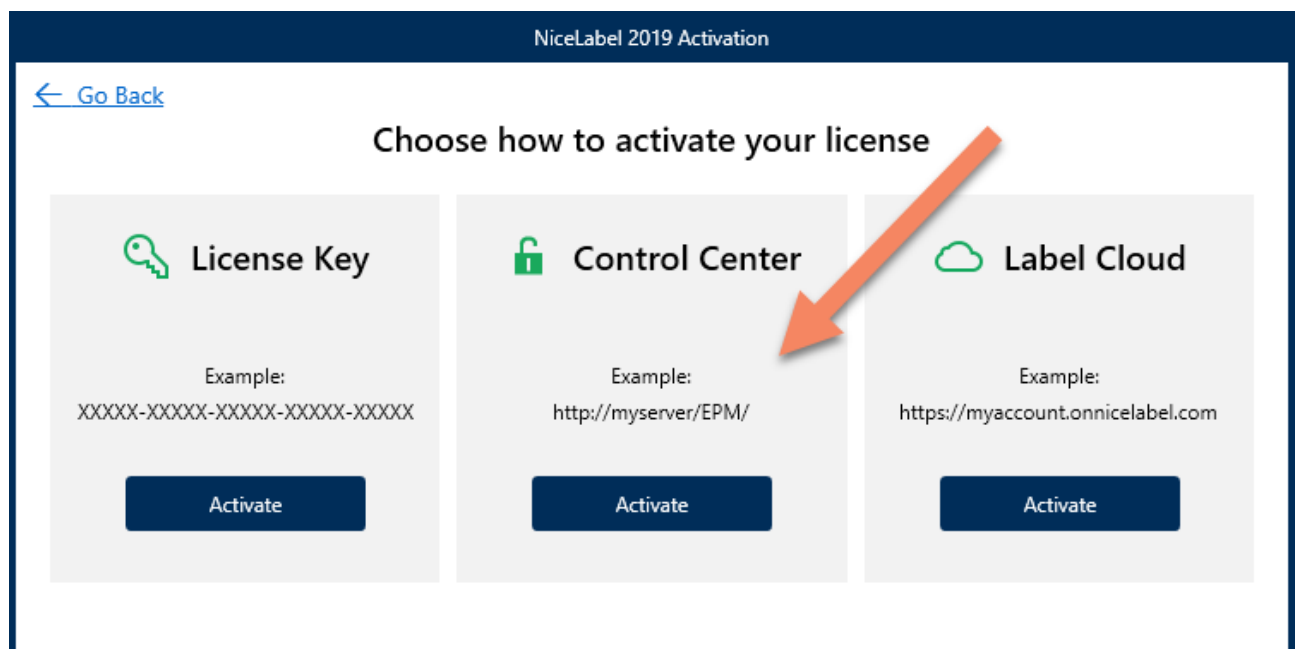 NiceLabel 2019 Activation
Go Back
Choose how to activate your license
License Key
Example:
XXXXX-XXXXX-XXXXX-XXXXX-XXXXX
Activate
Control Center
Example:
http://myserver/EPM/
Activate
Label Cloud
Example:
https://myaccount.onnicelabel.com
Activate